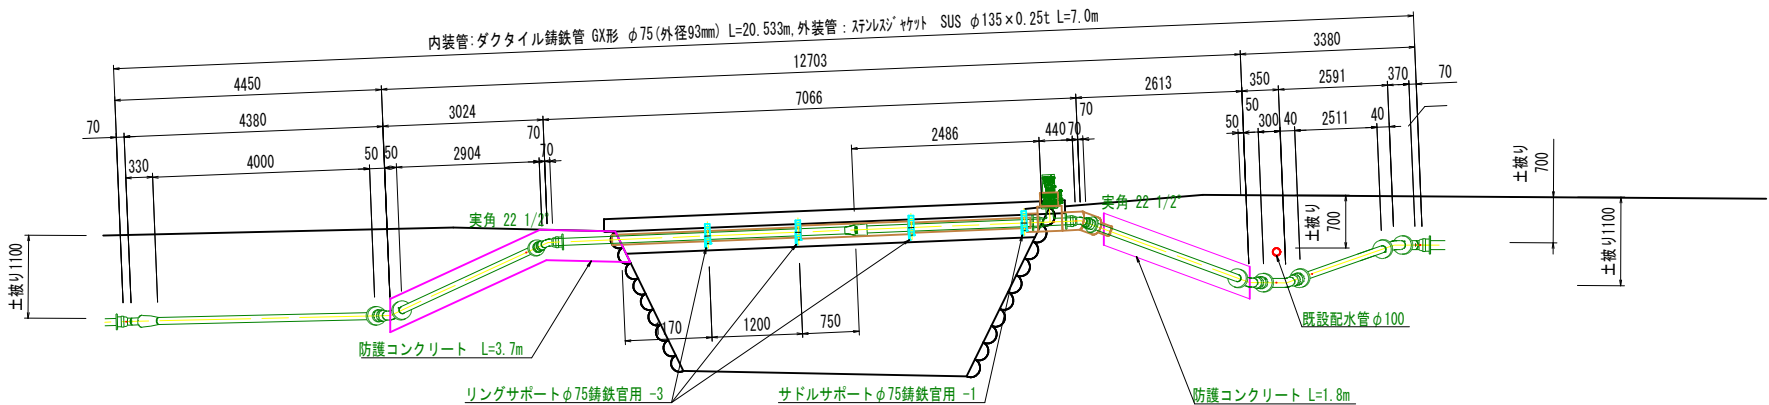 内装管:ダクタイル鋳鉄管 GX形 φ75(外径93mm) L=20.533m,外装管：ｽﾃﾝﾚｽｼﾞｬｹｯﾄ SUS φ135×0.25t L=7.0m
4450
12703
3380
70
4380
3024
7066
2613
350
2591
370
70
330
4000
50
50
2904
70
70
2486
440
70
70
50
50
300
40
2511
40
土被り
700
実角 22 1/2°
実角 22 1/2°
土被り
700
土被り1100
土被り1100
170
1200
750
既設配水管φ100
防護コンクリート L=3.7m
リングサポートφ75鋳鉄官用 -3
サドルサポートφ75鋳鉄官用 -1
防護コンクリート L=1.8m